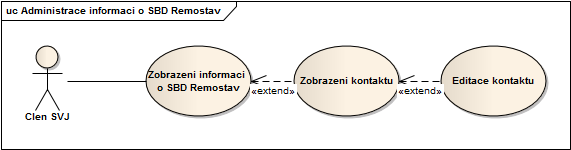 uc Administrace informaci o SBD Remostav
Clen SVJ
Zobrazeni informaci
o SBD Remostav
«extend»
Zobrazeni kontaktu
«extend»
Editace kontaktu